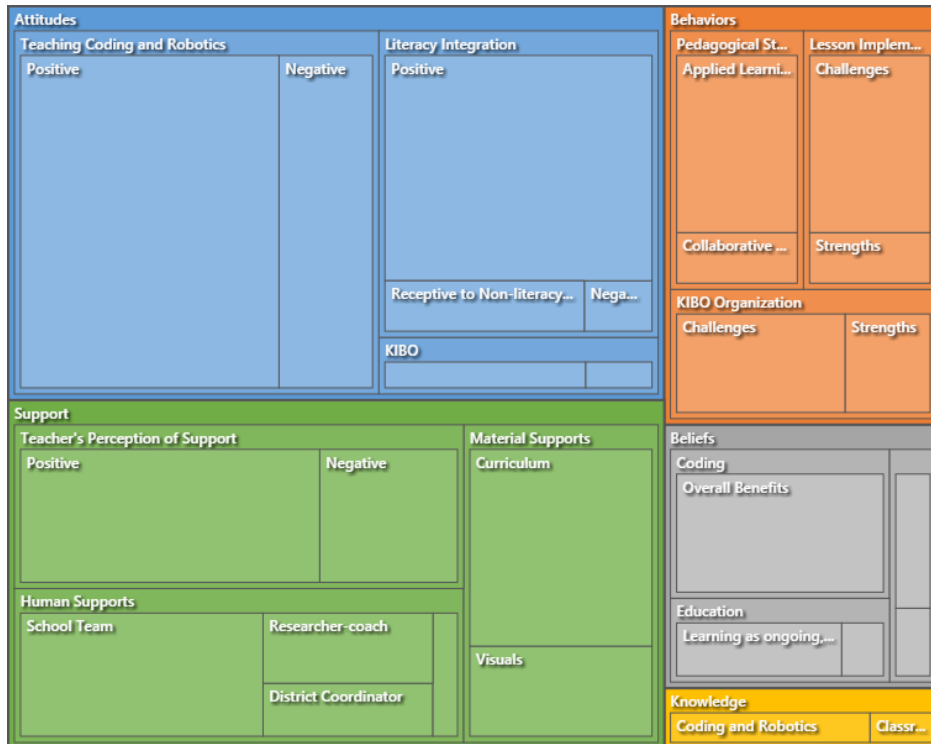 Attitudes
Teaching Coding and Robotics
Positive
Negative
Literacy Integration
Positive
Receptive to Non-literacy...
Nega...
KIBO
Support
Teacher's Perception of Support
Positive
Negative
Material Supports
Curriculum
Visuals
Human Supports
School Team
Researcher-coach
District Coordinator
Behaviors
Pedagogical St...
Applied Learni...
Collaborative ...
Lesson Implem...
Challenges
Strengths
KIBO Organization
Challenges
Strengths
Beliefs
Coding
Overall Benefits
Education
Learning as ongoing,...
Knowledge
Coding and Robotics
Classr...